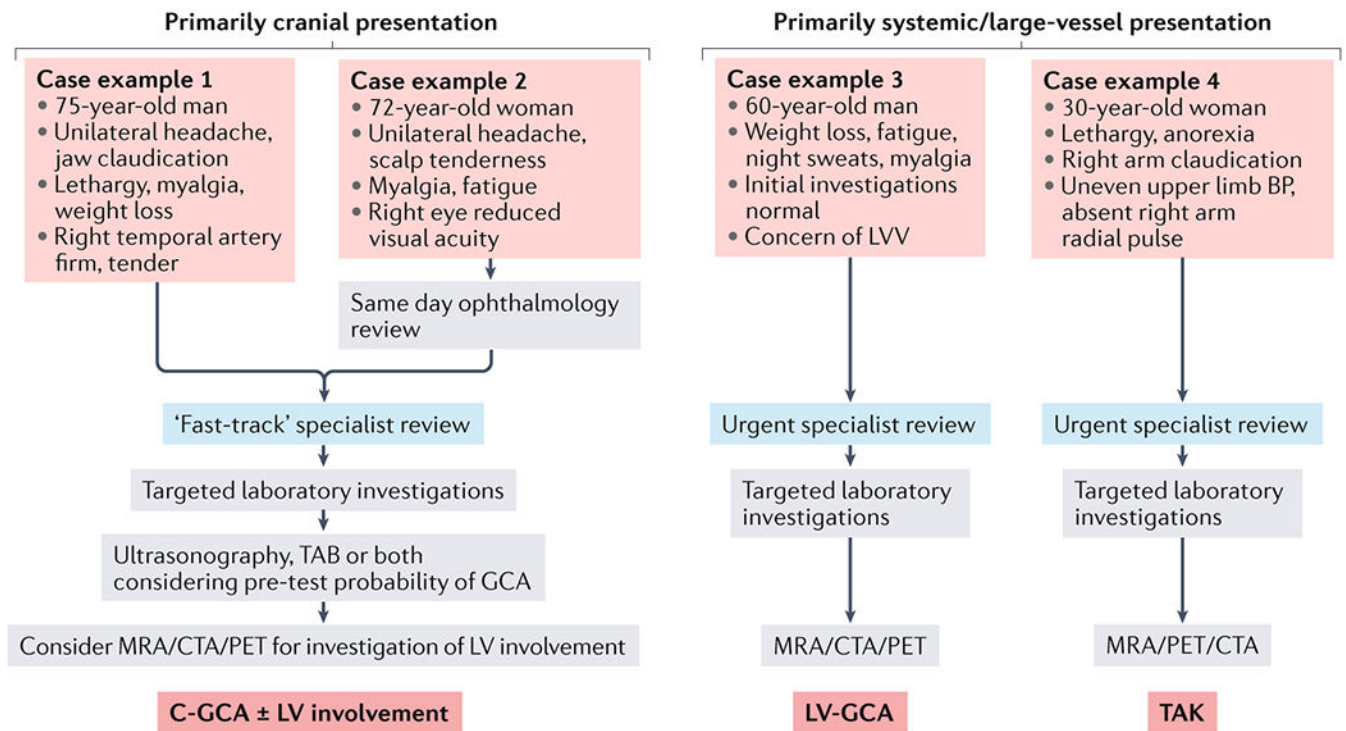 Primarily cranial presentation
Case example 1
• 75-year-old man
• Unilateral headache,
jaw claudication
• Lethargy, myalgia,
weight loss
• Right temporal artery
firm, tender
Case example 2
• 72-year-old woman
• Unilateral headache,
scalp tenderness
• Myalgia, fatigue
• Right eye reduced
visual acuity
Same day ophthalmology
review
‘Fast-track’ specialist review
Targeted laboratory investigations
Ultrasonography, TAB or both
considering pre-test probability of GCA
Consider MRA/CTA/PET for investigation of LV involvement
C-GCA ± LV involvement
Primarily systemic/large-vessel presentation
Case example 3
• 60-year-old man
• Weight loss, fatigue,
night sweats, myalgia
• Initial investigations
normal
• Concern of LVV
Urgent specialist review
Targeted laboratory
investigations
MRA/CTA/PET
LV-GCA
Case example 4
• 30-year-old woman
• Lethargy, anorexia
• Right arm claudication
• Uneven upper limb BP,
absent right arm
radial pulse
Urgent specialist review
Targeted laboratory
investigations
MRA/PET/CTA
TAK